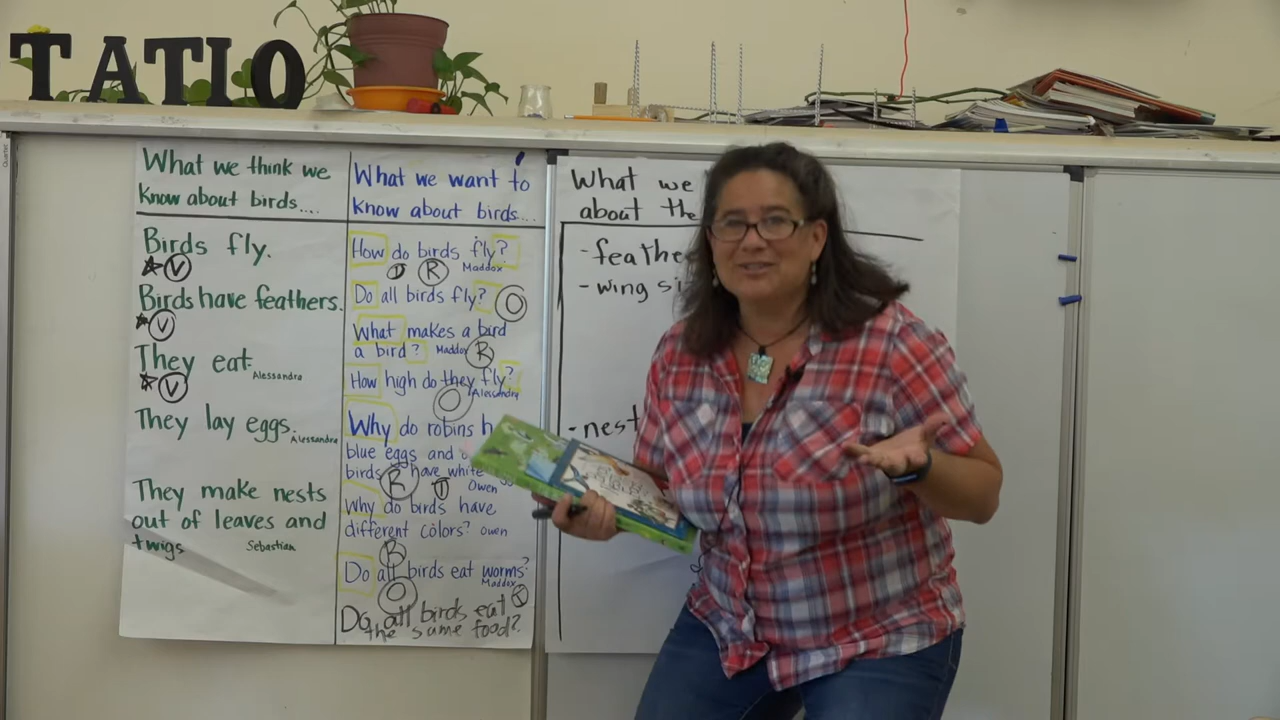 TATIO
What we think we
know about birds....
Birds fly.
V
Birds have feathers.
V
They eat
Alessandra
V
They lay eggs.
Alessandra
They make nests
out of leaves and
twigs
Sebastian
What we want to
know about birds....
How do birds fly?
R Maddox
Do all birds fly? O
What makes a bird
a bird? Maddox R
How high do they fly?
Alessandra
O
Why do robins h
blue eggs and
birds have white
R T Owen
Why do birds have
different colors? Owen
R
Do all birds eat worms?
Maddox
O
Do all birds eat
the same food?
What we
about the
-feathe
-wing si
-nest